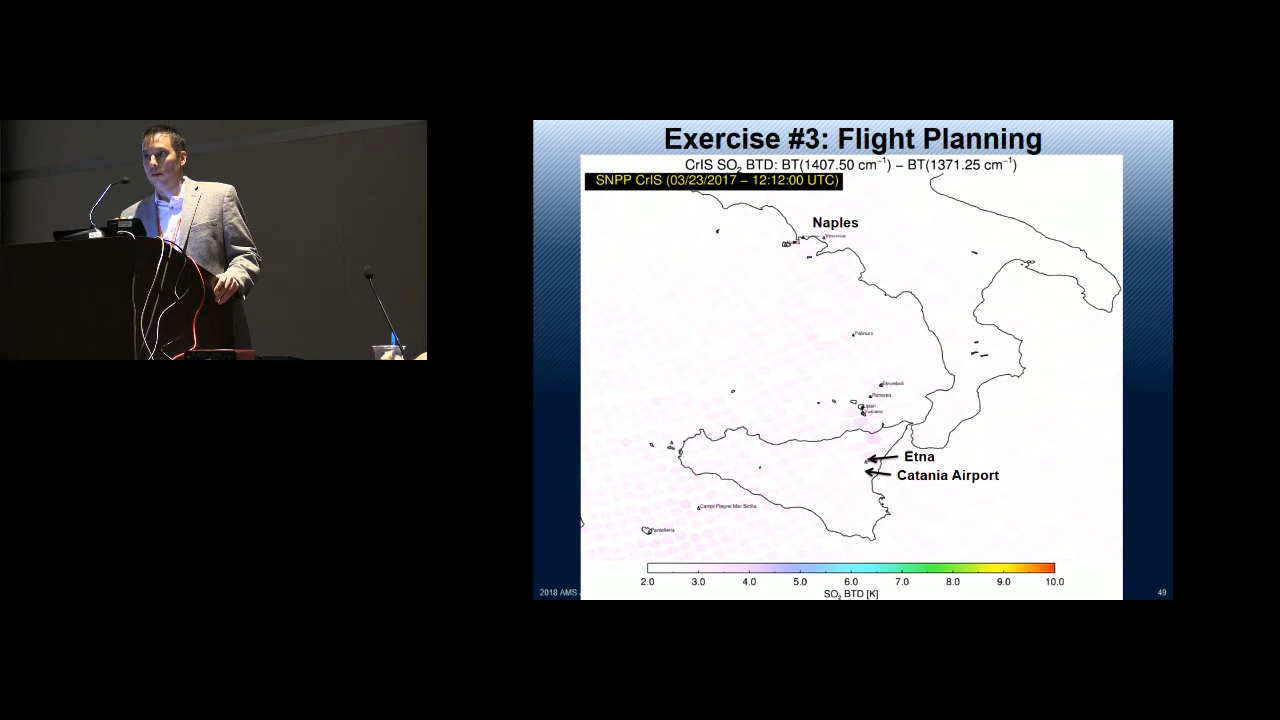 Exercise #3: Flight Planning
CrIS SO₂ BTD: BT(1407.50 cm⁻¹) – BT(1371.25 cm⁻¹)
SNPP CrIS (03/23/2017 – 12:12:00 UTC)
Naples
Vesuvius
Palinuro
Stromboli
Panarea
Lipari
Vulcano
Etna
Catania Airport
Campi Flegrei Mar Sicilia
Pantelleria
2.0 3.0 4.0 5.0 6.0 7.0 8.0 9.0 10.0
SO₂ BTD [K]
2018 AMS
49